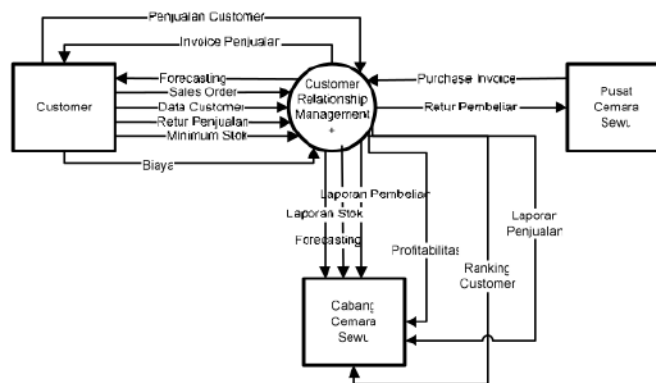 Penjualan Customer
Invoice Penjualan
Forecasting
Sales Order
Data Customer
Retur Penjualan
Minimum Stok
Biaya
Customer
Customer
Relationship
Management
+
Purchase Invoice
Retur Pembelian
Pusat
Cemara
Sewu
Laporan Pembelian
Laporan Stok
Forecasting
Profitabilitas
Ranking
Customer
Laporan
Penjualan
Cabang
Cemara
Sewu